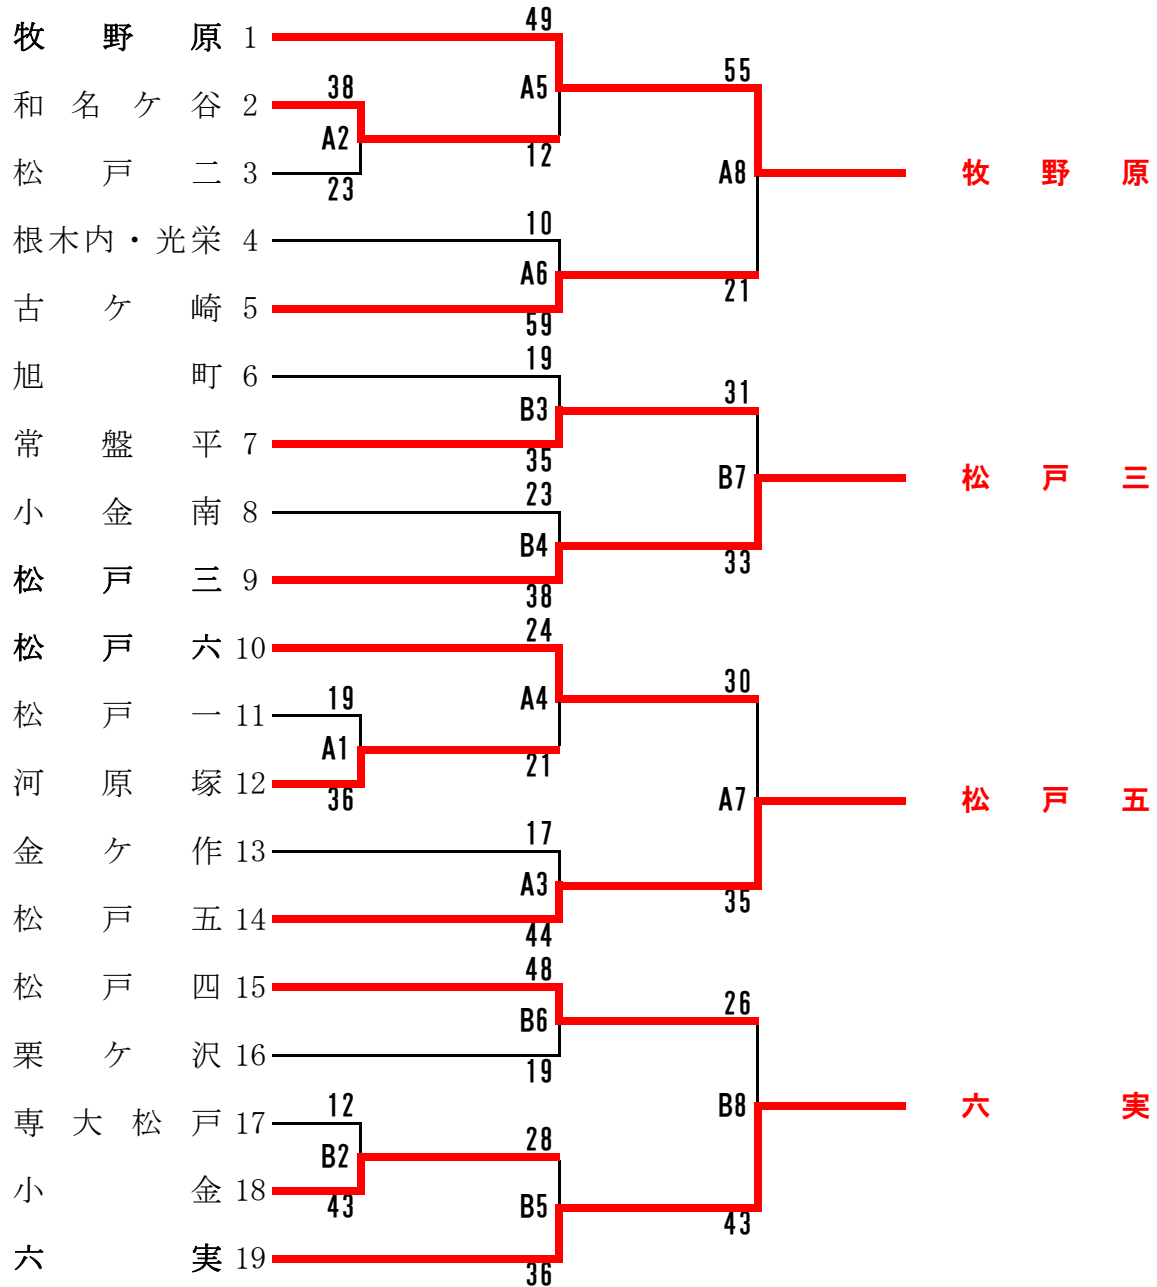 牧野原 1
和名ケ谷 2
松戸二 3
根木内・光栄 4
古ケ崎 5
旭町 6
常盤平 7
小金南 8
松戸三 9
松戸六 10
松戸一 11
河原塚 12
金ケ作 13
松戸五 14
松戸四 15
栗ケ沢 16
専大松戸 17
小金 18
六実 19
38
A2
23
19
A1
36
12
B2
43
49
A5
12
10
A6
59
19
B3
35
23
B4
38
24
A4
21
17
A3
44
48
B6
19
28
B5
36
55
A8
21
31
B7
33
30
A7
35
26
B8
43
牧野原
松戸三
松戸五
六実